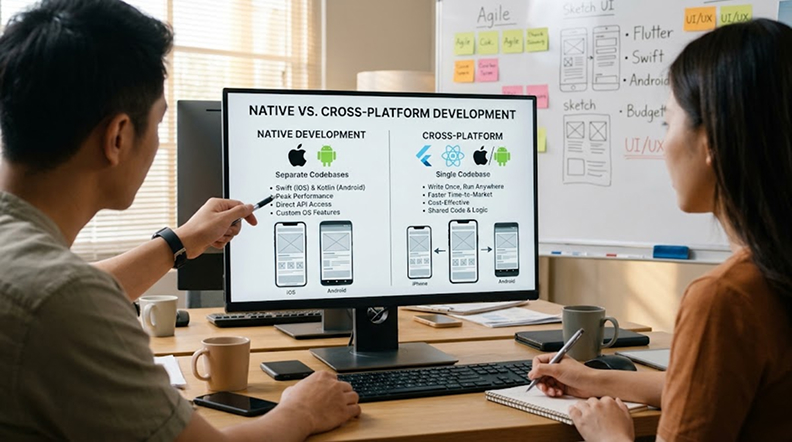 NATIVE VS. CROSS-PLATFORM DEVELOPMENT
NATIVE DEVELOPMENT
Separate Codebases
• Swift (iOS) & Kotlin (Android)
• Peak Performance
• Direct API Access
• Custom OS Features
iOS
Android
CROSS-PLATFORM
Single Codebase
• Write Once, Run Anywhere
• Faster Time-to-Market
• Cost-Effective
• Shared Code & Logic
iPhone
Android
Agile
Agile
Agile
Sketch UI
sketch
• Flutter
• Swift
• Android
• Budget
UI/UX
UI/UX
UI/UX